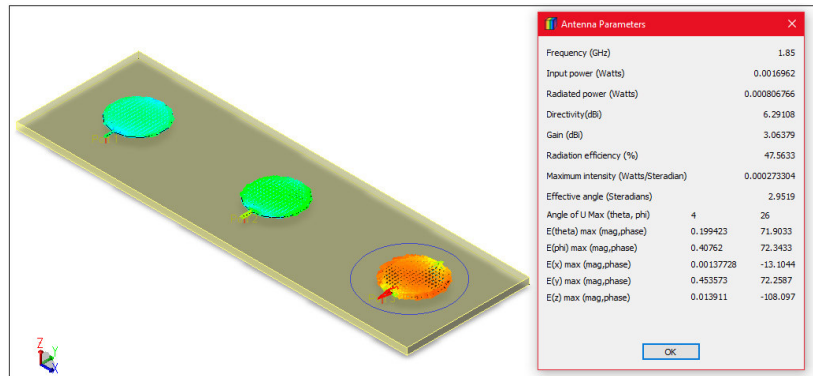 Antenna Parameters
Frequency (GHz) 1.85
Input power (Watts) 0.0016962
Radiated power (Watts) 0.000806766
Directivity(dBi) 6.29108
Gain (dBi) 3.06379
Radiation efficiency (%) 47.5633
Maximum intensity (Watts/Steradian) 0.000273304
Effective angle (Steradians) 2.9519
Angle of U Max (theta, phi) 4 26
E(theta) max (mag,phase) 0.199423 71.9033
E(phi) max (mag,phase) 0.40762 72.3433
E(x) max (mag,phase) 0.00137728 -13.1044
E(y) max (mag,phase) 0.453573 72.2587
E(z) max (mag,phase) 0.013911 -108.097
OK
Z
Y
X